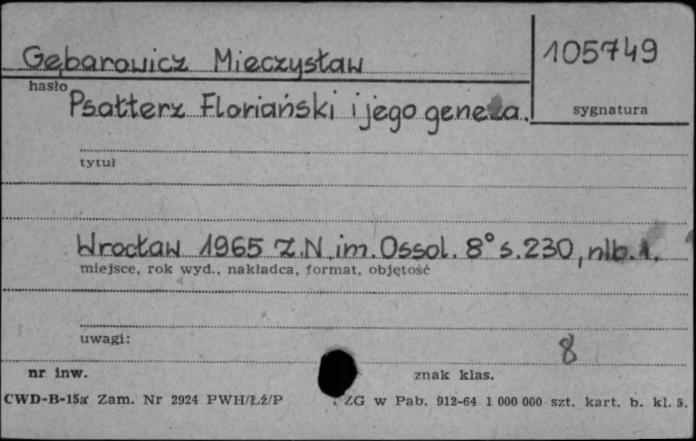 Gębarowicz Mieczysław
105749
hasło
sygnatura
Psałterz Floriański i jego geneza.
tytuł
Wrocław 1965 Z.N. im. Ossol. 8° s. 230, nlb. 1.
miejsce, rok wyd., nakładca, format, objętość
uwagi:
8
nr inw.
znak klas.
CWD-B-15a Zam. Nr 2924 PWH/Łź/P ZG w Pab. 912-64 1 000 000 szt. kart. b. kl. 5.